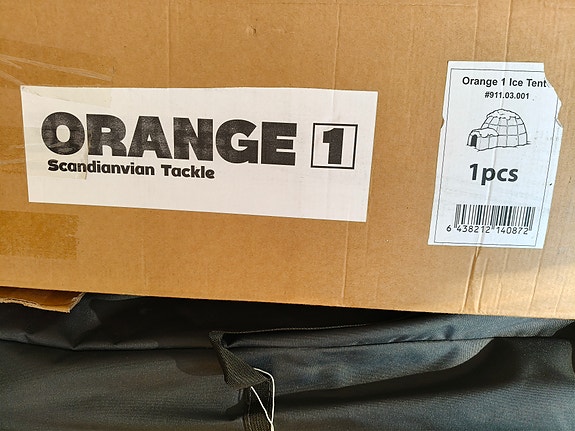 ORANGE 1
Scandianvian Tackle
Orange 1 Ice Tent
#911.03.001
1pcs
6 438212 140872